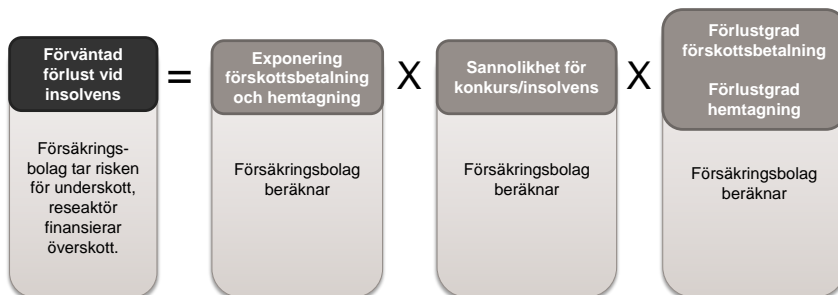 Förväntad
förlust vid
insolvens
Försäkrings-
bolag tar risken
för underskott,
reseaktör
finansierar
överskott.
=
Exponering
förskottsbetalning
och hemtagning
Försäkringsbolag
beräknar
X
Sannolikhet för
konkurs/insolvens
Försäkringsbolag
beräknar
X
Förlustgrad
förskottsbetalning
Förlustgrad
hemtagning
Försäkringsbolag
beräknar